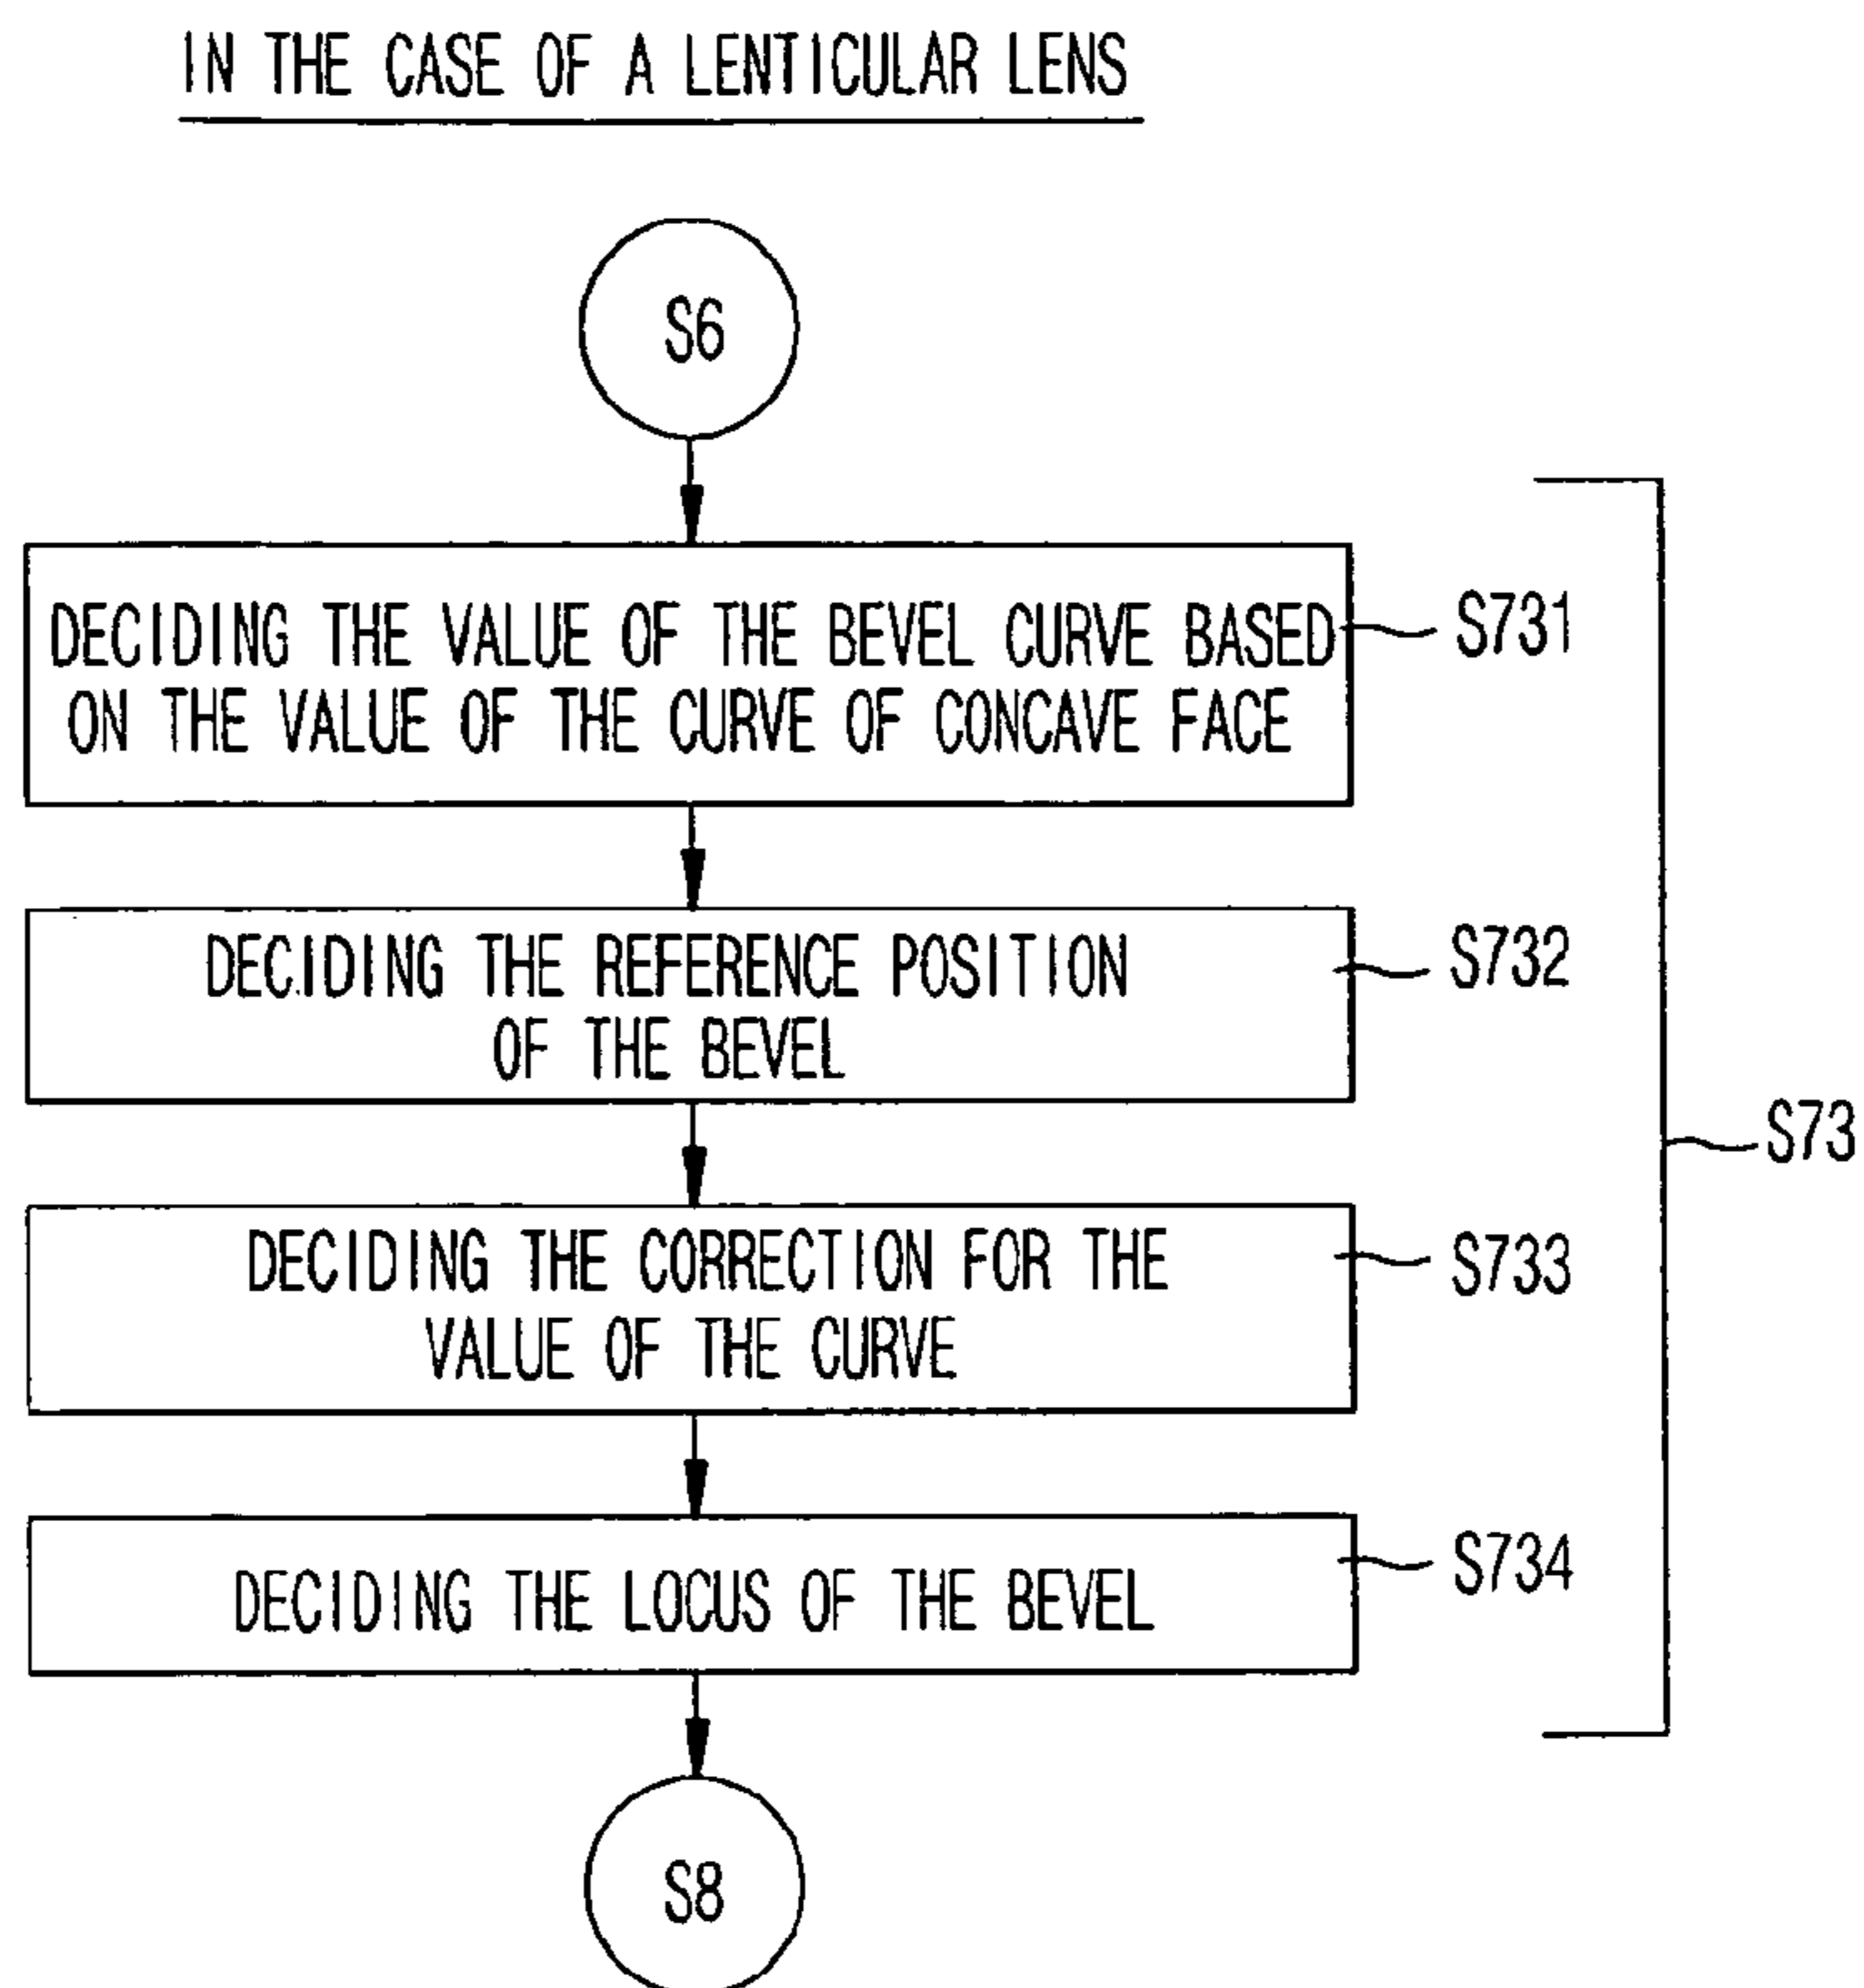 IN THE CASE OF A LENTICULAR LENS
S6
DECIDING THE VALUE OF THE BEVEL CURVE BASED
ON THE VALUE OF THE CURVE OF CONCAVE FACE
S731
DECIDING THE REFERENCE POSITION
OF THE BEVEL
S732
S73
DECIDING THE CORRECTION FOR THE
VALUE OF THE CURVE
S733
DECIDING THE LOCUS OF THE BEVEL
S734
S8